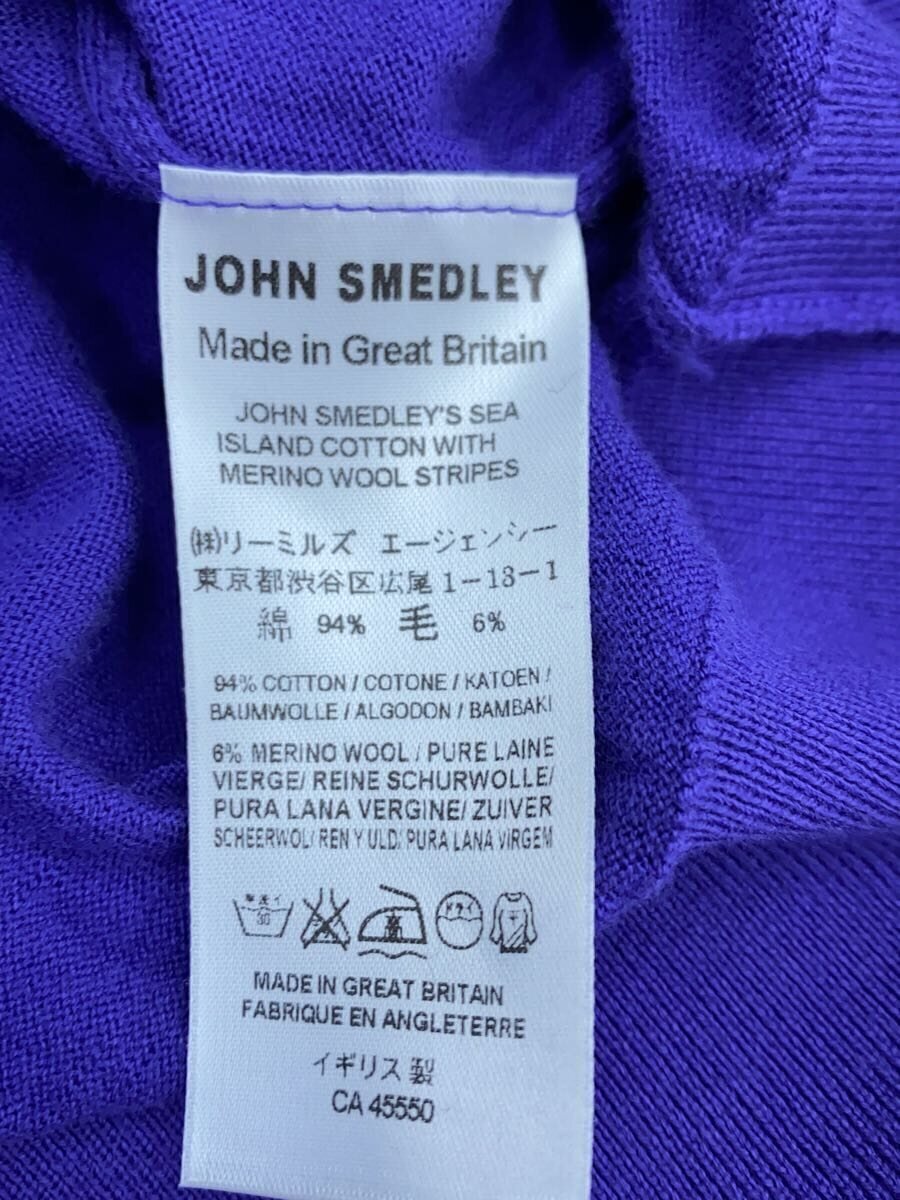 JOHN SMEDLEY
Made in Great Britain
JOHN SMEDLEY'S SEA
ISLAND COTTON WITH
MERINO WOOL STRIPES
㈱リーミルズ エージェンシー
東京都渋谷区広尾1-13-1
綿 94% 毛 6%
94% COTTON / COTONE / KATOEN /
BAUMWOLLE / ALGODON / BAMBAKI
6% MERINO WOOL / PURE LAINE
VIERGE/ REINE SCHURWOLLE/
PURA LANA VERGINE/ ZUIVER
SCHEERWOL/ REN Y ULD/ PURA LANA VIRGEM
30 ドライ
MADE IN GREAT BRITAIN
FABRIQUE EN ANGLETERRE
イギリス製
CA 45550